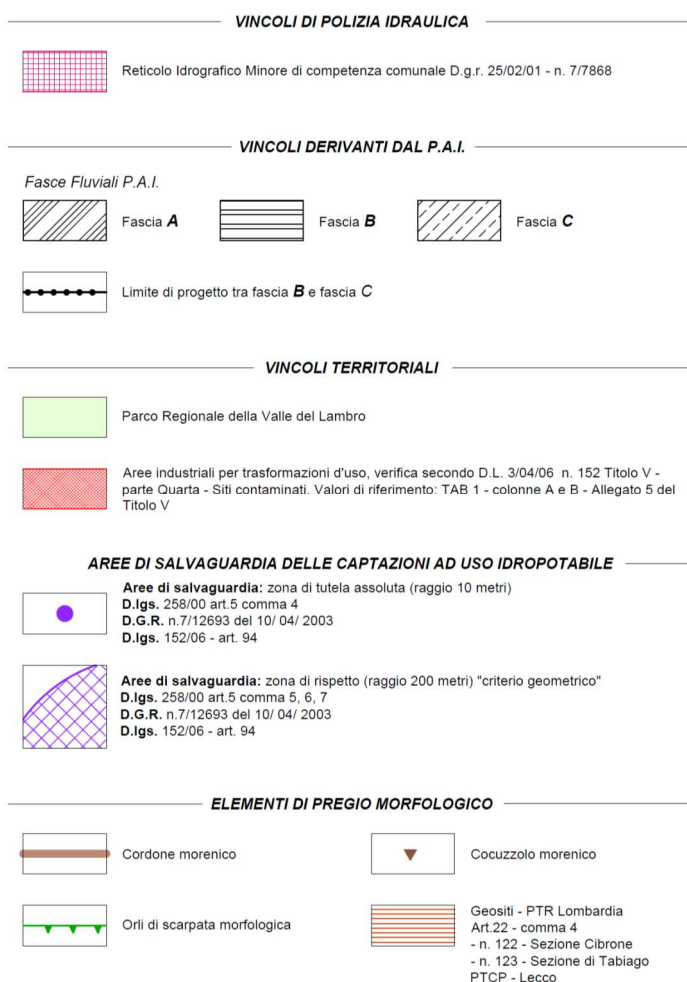 VINCOLI DI POLIZIA IDRAULICA
Reticolo Idrografico Minore di competenza comunale D.g.r. 25/02/01 - n. 7/7868
VINCOLI DERIVANTI DAL P.A.I.
Fasce Fluviali P.A.I.
Fascia A
Fascia B
Fascia C
Limite di progetto tra fascia B e fascia C
VINCOLI TERRITORIALI
Parco Regionale della Valle del Lambro
Aree industriali per trasformazioni d'uso, verifica secondo D.L. 3/04/06 n. 152 Titolo V -
parte Quarta - Siti contaminati. Valori di riferimento: TAB 1 - colonne A e B - Allegato 5 del
Titolo V
AREE DI SALVAGUARDIA DELLE CAPTAZIONI AD USO IDROPOTABILE
Aree di salvaguardia: zona di tutela assoluta (raggio 10 metri)
D.lgs. 258/00 art.5 comma 4
D.G.R. n.7/12693 del 10/ 04/ 2003
D.lgs. 152/06 - art. 94
Aree di salvaguardia: zona di rispetto (raggio 200 metri) "criterio geometrico"
D.lgs. 258/00 art.5 comma 5, 6, 7
D.G.R. n.7/12693 del 10/ 04/ 2003
D.lgs. 152/06 - art. 94
ELEMENTI DI PREGIO MORFOLOGICO
Cordone morenico
Cocuzzolo morenico
Orli di scarpata morfologica
Geositi - PTR Lombardia
Art.22 - comma 4
- n. 122 - Sezione Cibrone
- n. 123 - Sezione di Tabiago
PTCP - Lecco